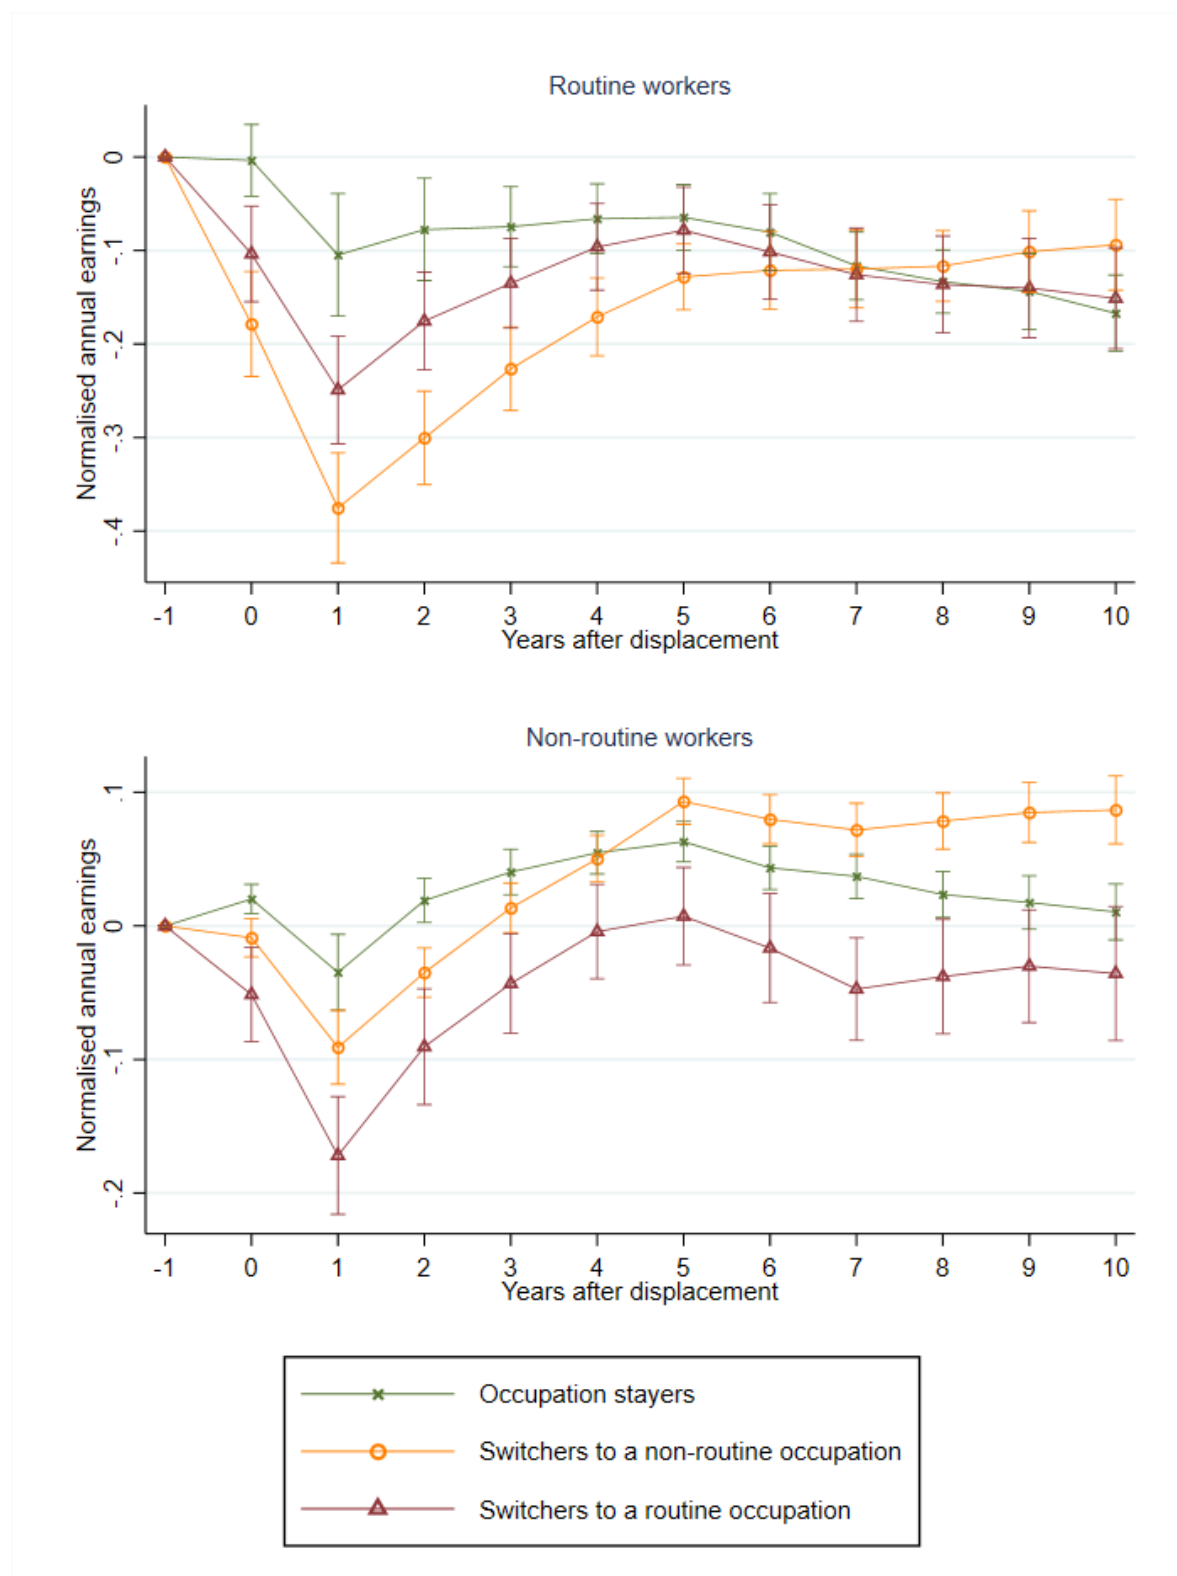 Routine workers
Normalised annual earnings
0
-.1
-.2
-.3
-.4
-1 0 1 2 3 4 5 6 7 8 9 10
Years after displacement
Non-routine workers
Normalised annual earnings
.1
0
-.1
-.2
-1 0 1 2 3 4 5 6 7 8 9 10
Years after displacement
Occupation stayers
Switchers to a non-routine occupation
Switchers to a routine occupation